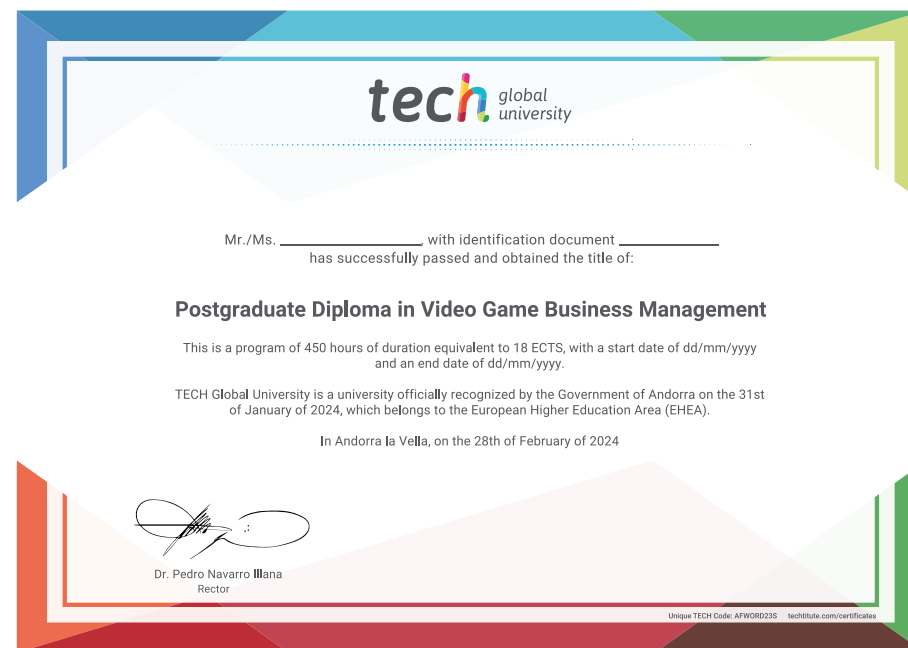 tech global university
Mr./Ms. ____________, with identification document ____________
has successfully passed and obtained the title of:
Postgraduate Diploma in Video Game Business Management
This is a program of 450 hours of duration equivalent to 18 ECTS, with a start date of dd/mm/yyyy
and an end date of dd/mm/yyyy.
TECH Global University is a university officially recognized by the Government of Andorra on the 31st
of January of 2024, which belongs to the European Higher Education Area (EHEA).
In Andorra la Vella, on the 28th of February of 2024
Dr. Pedro Navarro Illana
Rector
Unique TECH Code: AFWORD23S techtitute.com/certificates